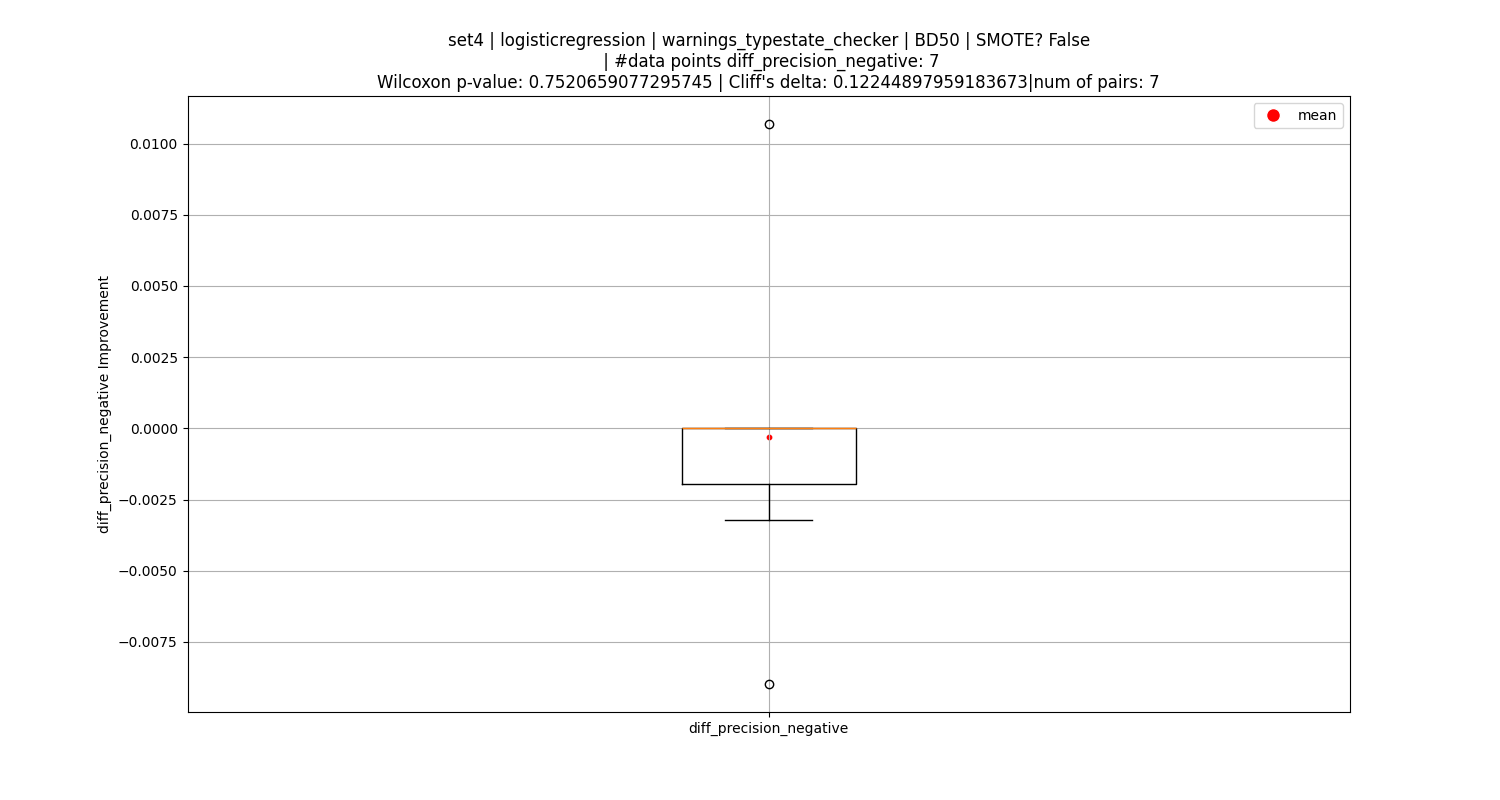 set4 | logisticregression | warnings_typestate_checker | BD50 | SMOTE? False
| #data points diff_precision_negative: 7
Wilcoxon p-value: 0.7520659077295745 | Cliff's delta: 0.12244897959183673|num of pairs: 7
mean
0.0100
0.0075
0.0050
0.0025
0.0000
−0.0025
−0.0050
−0.0075
diff_precision_negative Improvement
diff_precision_negative